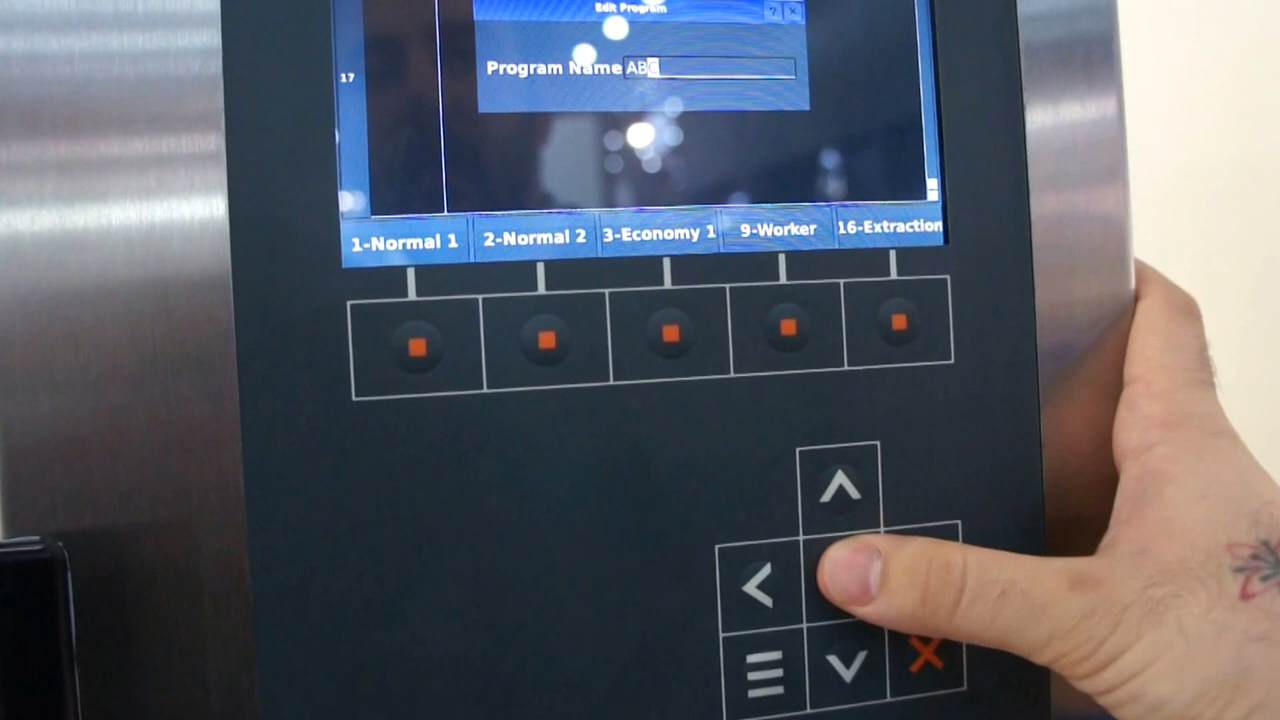 Edit Program
? ×
Program Name ABC
17
1-Normal 1 2-Normal 2 3-Economy 1 9-Worker 16-Extraction